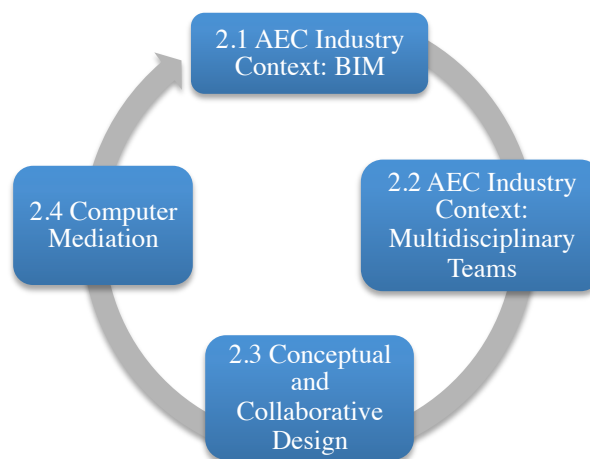 2.1 AEC Industry
Context: BIM
2.2 AEC Industry
Context:
Multidisciplinary
Teams
2.3 Conceptual
and
Collaborative
Design
2.4 Computer
Mediation